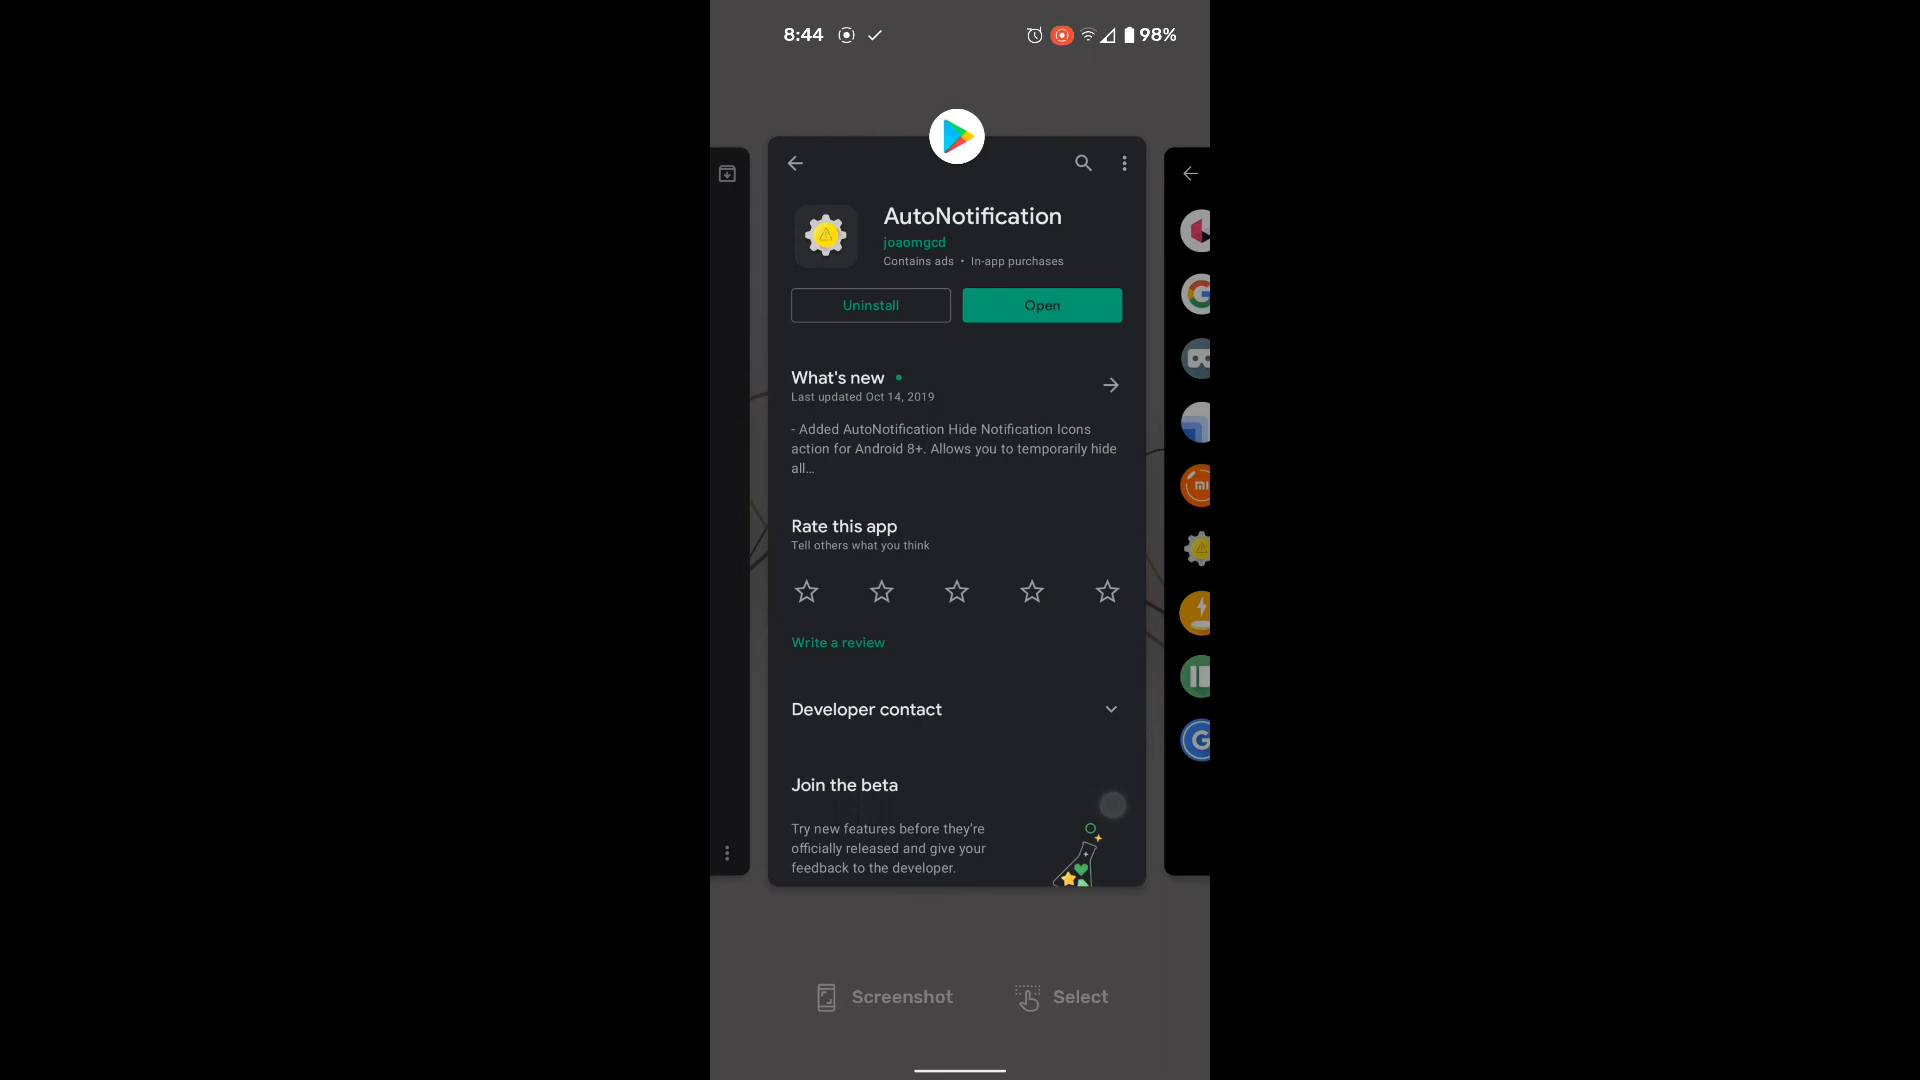 8:44
98%
AutoNotification
joaomgcd
Contains ads • In-app purchases
Uninstall
Open
What's new
Last updated Oct 14, 2019
- Added AutoNotification Hide Notification Icons
action for Android 8+. Allows you to temporarily hide
all...
Rate this app
Tell others what you think
Write a review
Developer contact
Join the beta
Try new features before they're
officially released and give your
feedback to the developer.
Screenshot
Select